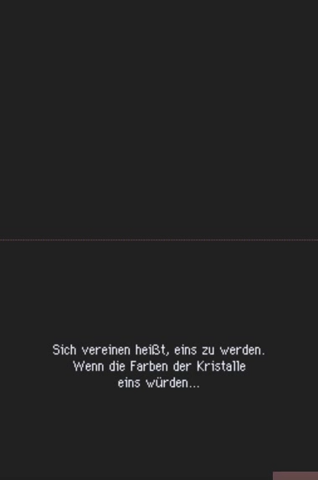 Sich vereinen heißt, eins zu werden.
Wenn die Farben der Kristalle
eins würden...